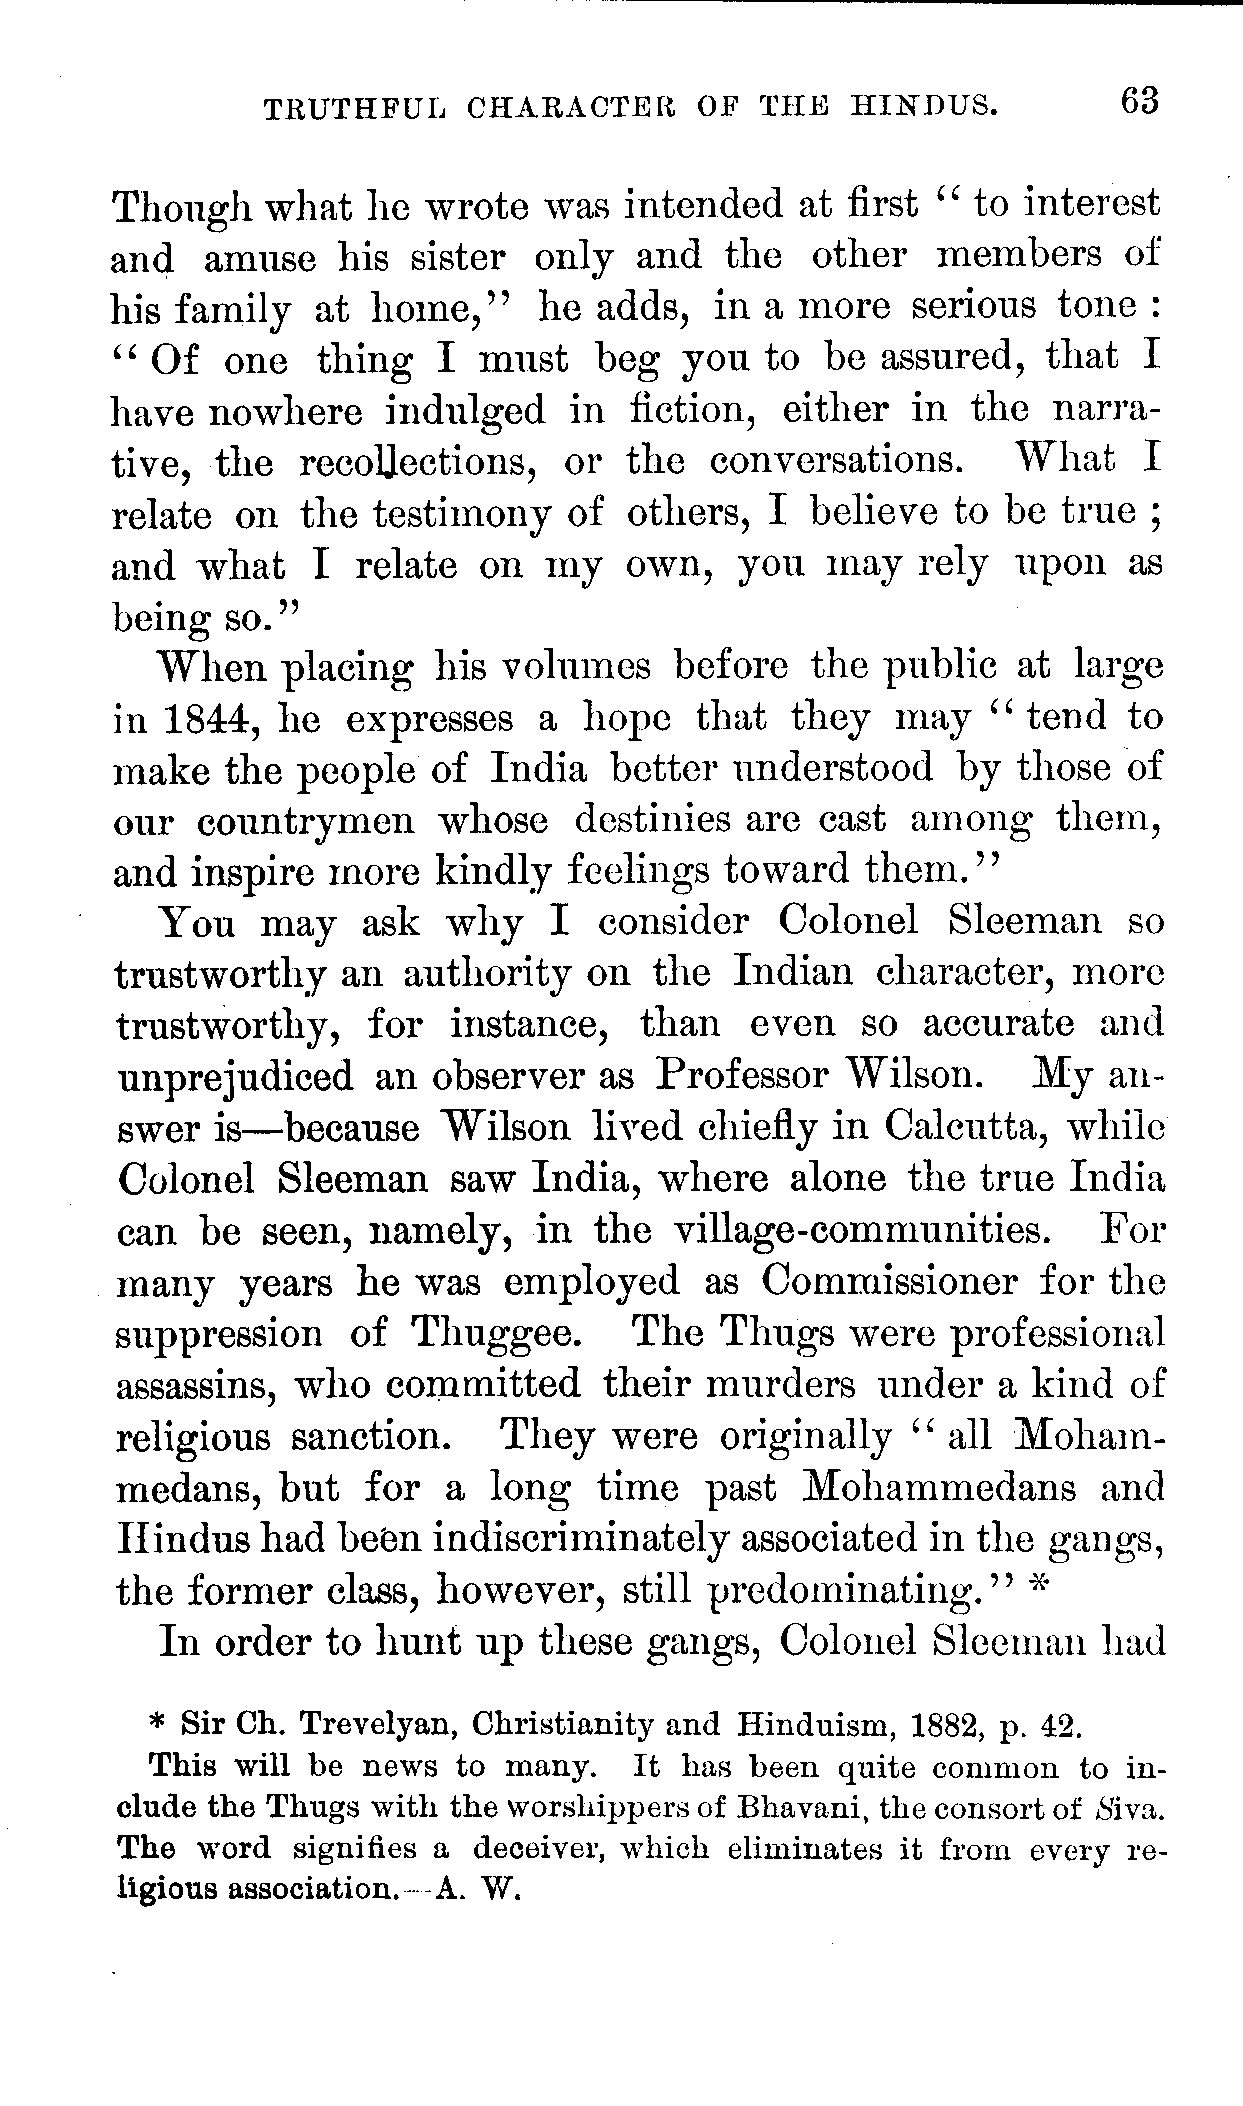 TRUTHFUL CHARACTER OF THE HINDUS. 63
Though what he wrote was intended at first " to interest
and amuse his sister only and the other members of
his family at home," he adds, in a more serious tone :
" Of one thing I must beg you to be assured, that I
have nowhere indulged in fiction, either in the narra-
tive, the recollections, or the conversations. What I
relate on the testimony of others, I believe to be true ;
and what I relate on my own, you may rely upon as
being so."
When placing his volumes before the public at large
in 1844, he expresses a hope that they may " tend to
make the people of India better understood by those of
our countrymen whose destinies are cast among them,
and inspire more kindly feelings toward them."
You may ask why I consider Colonel Sleeman so
trustworthy an authority on the Indian character, more
trustworthy, for instance, than even so accurate and
unprejudiced an observer as Professor Wilson. My an-
swer is—because Wilson lived chiefly in Calcutta, while
Colonel Sleeman saw India, where alone the true India
can be seen, namely, in the village-communities. For
many years he was employed as Commissioner for the
suppression of Thuggee. The Thugs were professional
assassins, who committed their murders under a kind of
religious sanction. They were originally " all Moham-
medans, but for a long time past Mohammedans and
Hindus had been indiscriminately associated in the gangs,
the former class, however, still predominating." *
In order to hunt up these gangs, Colonel Sleeman had
* Sir Ch. Trevelyan, Christianity and Hinduism, 1882, p. 42.
This will be news to many. It has been quite common to in-
clude the Thugs with the worshippers of Bhavani, the consort of Siva.
The word signifies a deceiver, which eliminates it from every re-
ligious association.—A. W.